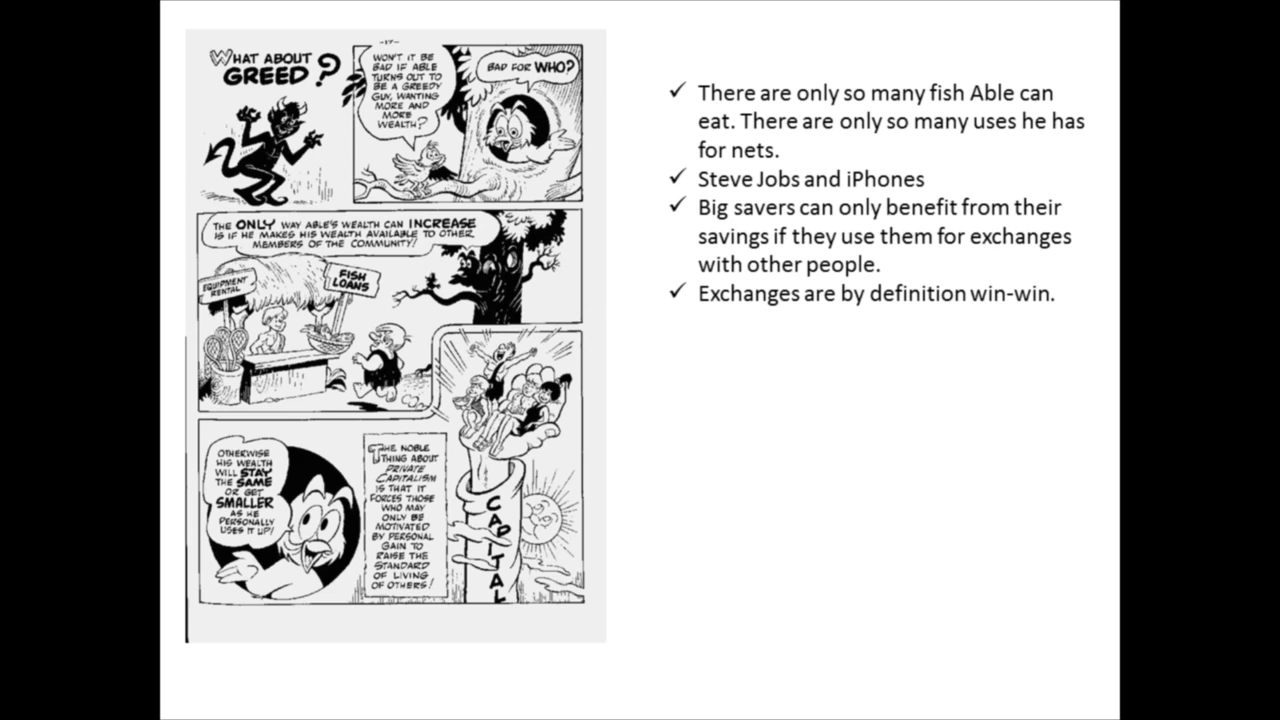 -17-
WHAT ABOUT
GREED?
WON'T IT BE
BAD IF ABLE
TURNS OUT TO
BE A GREEDY
GUY, WANTING
MORE AND
MORE
WEALTH?
BAD FOR WHO?
THE ONLY WAY ABLE'S WEALTH CAN INCREASE
IS IF HE MAKES HIS WEALTH AVAILABLE TO OTHER
MEMBERS OF THE COMMUNITY!
EQUIPMENT
RENTAL
FISH
LOANS
OTHERWISE
HIS WEALTH
WILL STAY
THE SAME
OR GET
SMALLER
AS HE
PERSONALLY
USES IT UP!
THE NOBLE
THING ABOUT
PRIVATE
CAPITALISM
IS THAT IT
FORCES THOSE
WHO MAY
ONLY BE
MOTIVATED
BY PERSONAL
GAIN TO
RAISE THE
STANDARD
OF LIVING
OF OTHERS!
CAPITAL
✓ There are only so many fish Able can
eat. There are only so many uses he has
for nets.
✓ Steve Jobs and iPhones
✓ Big savers can only benefit from their
savings if they use them for exchanges
with other people.
✓ Exchanges are by definition win-win.